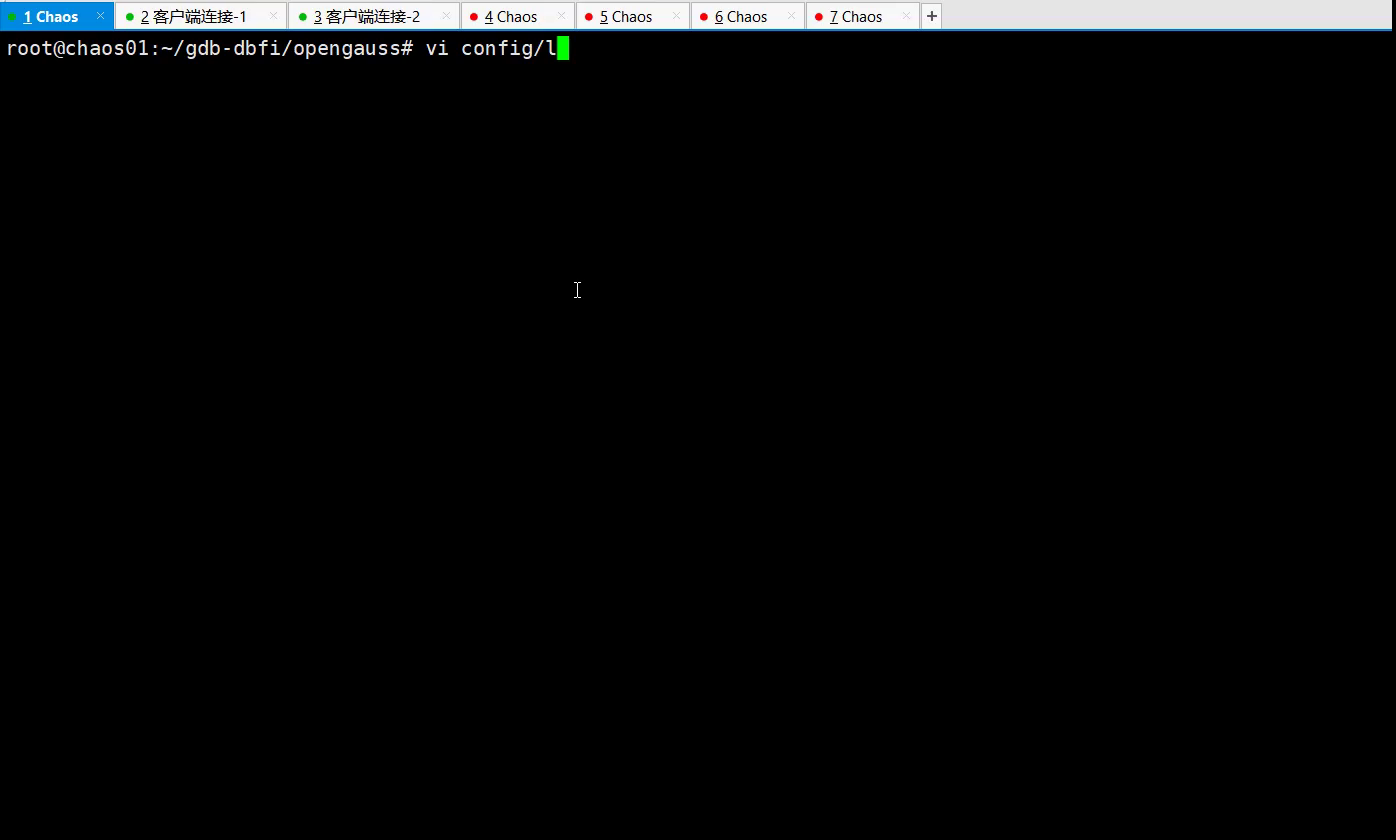 1 Chaos 2 客户端连接-1 3 客户端连接-2 4 Chaos 5 Chaos 6 Chaos 7 Chaos +
root@chaos01:~/gdb-dbfi/opengauss# vi config/l